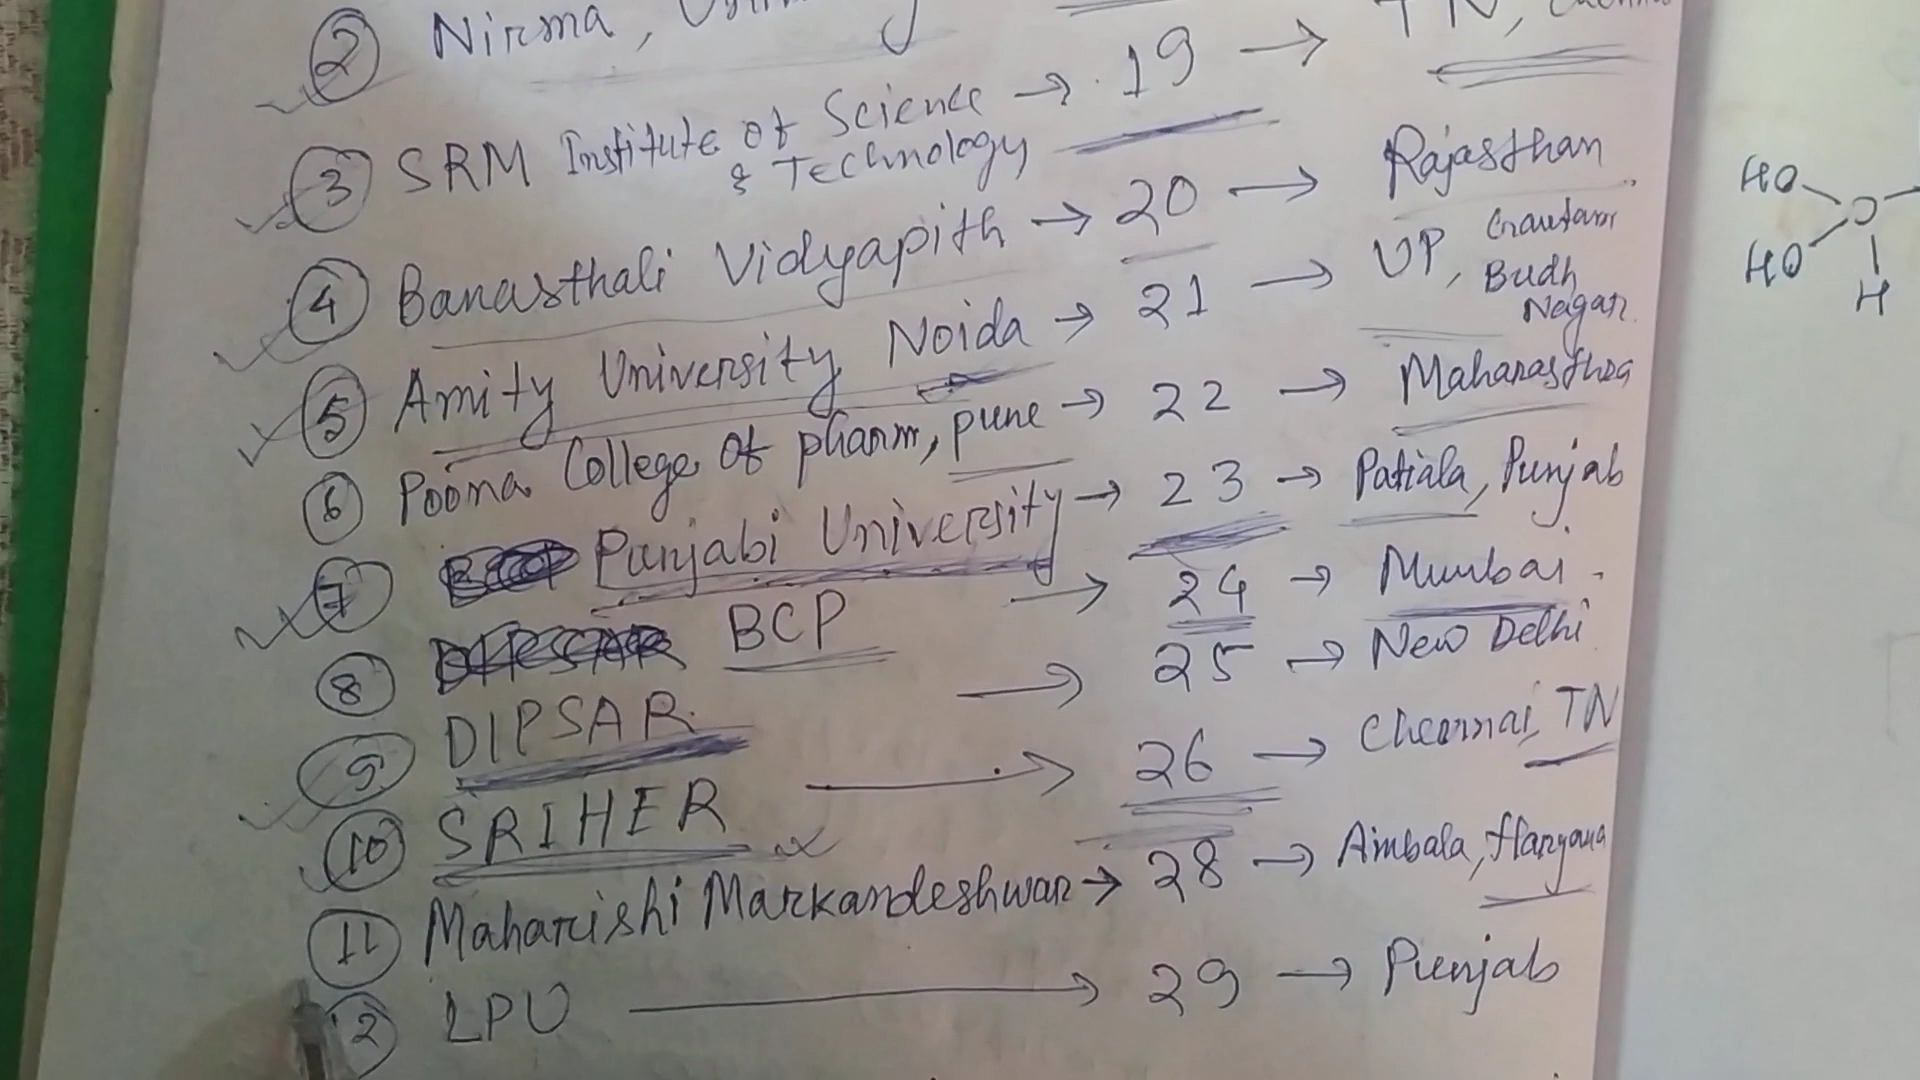 ② Nirma,
③ SRM Institute of Science & Technology → 19 → TN,
④ Banasthali Vidyapith → 20 → Rajasthan
⑤ Amity University Noida → 21 → UP, Grautam Budh Nagar
⑥ Poona College of pharm, pune → 22 → Maharasthra
⑦ Punjabi University → 23 → Patiala, Punjab
⑧ BCP → 24 → Mumbai
⑨ DIPSAR → 25 → New Delhi
⑩ SRIHER → 26 → Chennai, TN
⑪ Maharishi Markandeshwar → 28 → Ambala, Haryana
12 LPU → 29 → Punjab
HO
HO
H